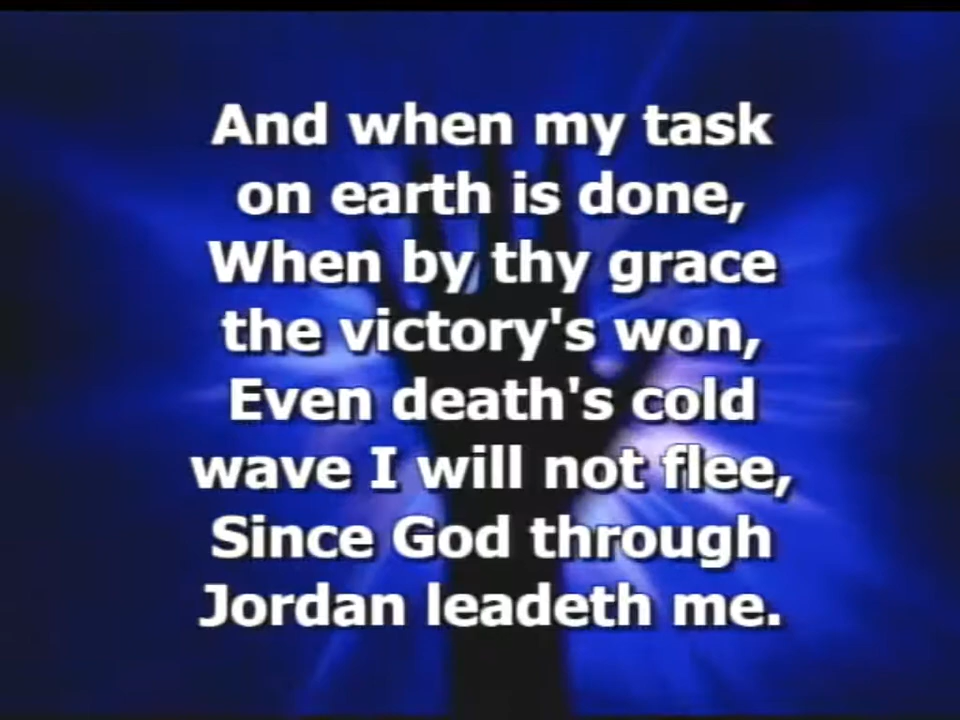 And when my task
on earth is done,
When by thy grace
the victory's won,
Even death's cold
wave I will not flee,
Since God through
Jordan leadeth me.